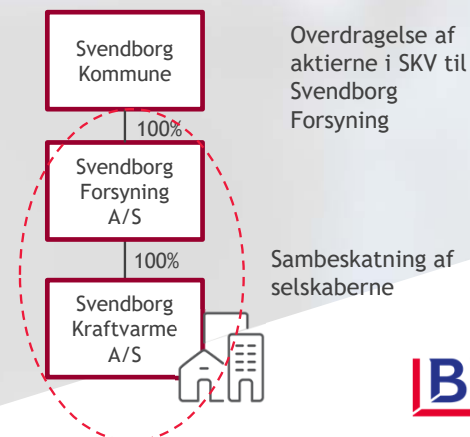 Svendborg
Kommune
Overdragelse af
aktierne i SKV til
Svendborg
Forsyning
100%
Svendborg
Forsyning
A/S
100%
Sambeskatning af
selskaberne
Svendborg
Kraftvarme
A/S
B